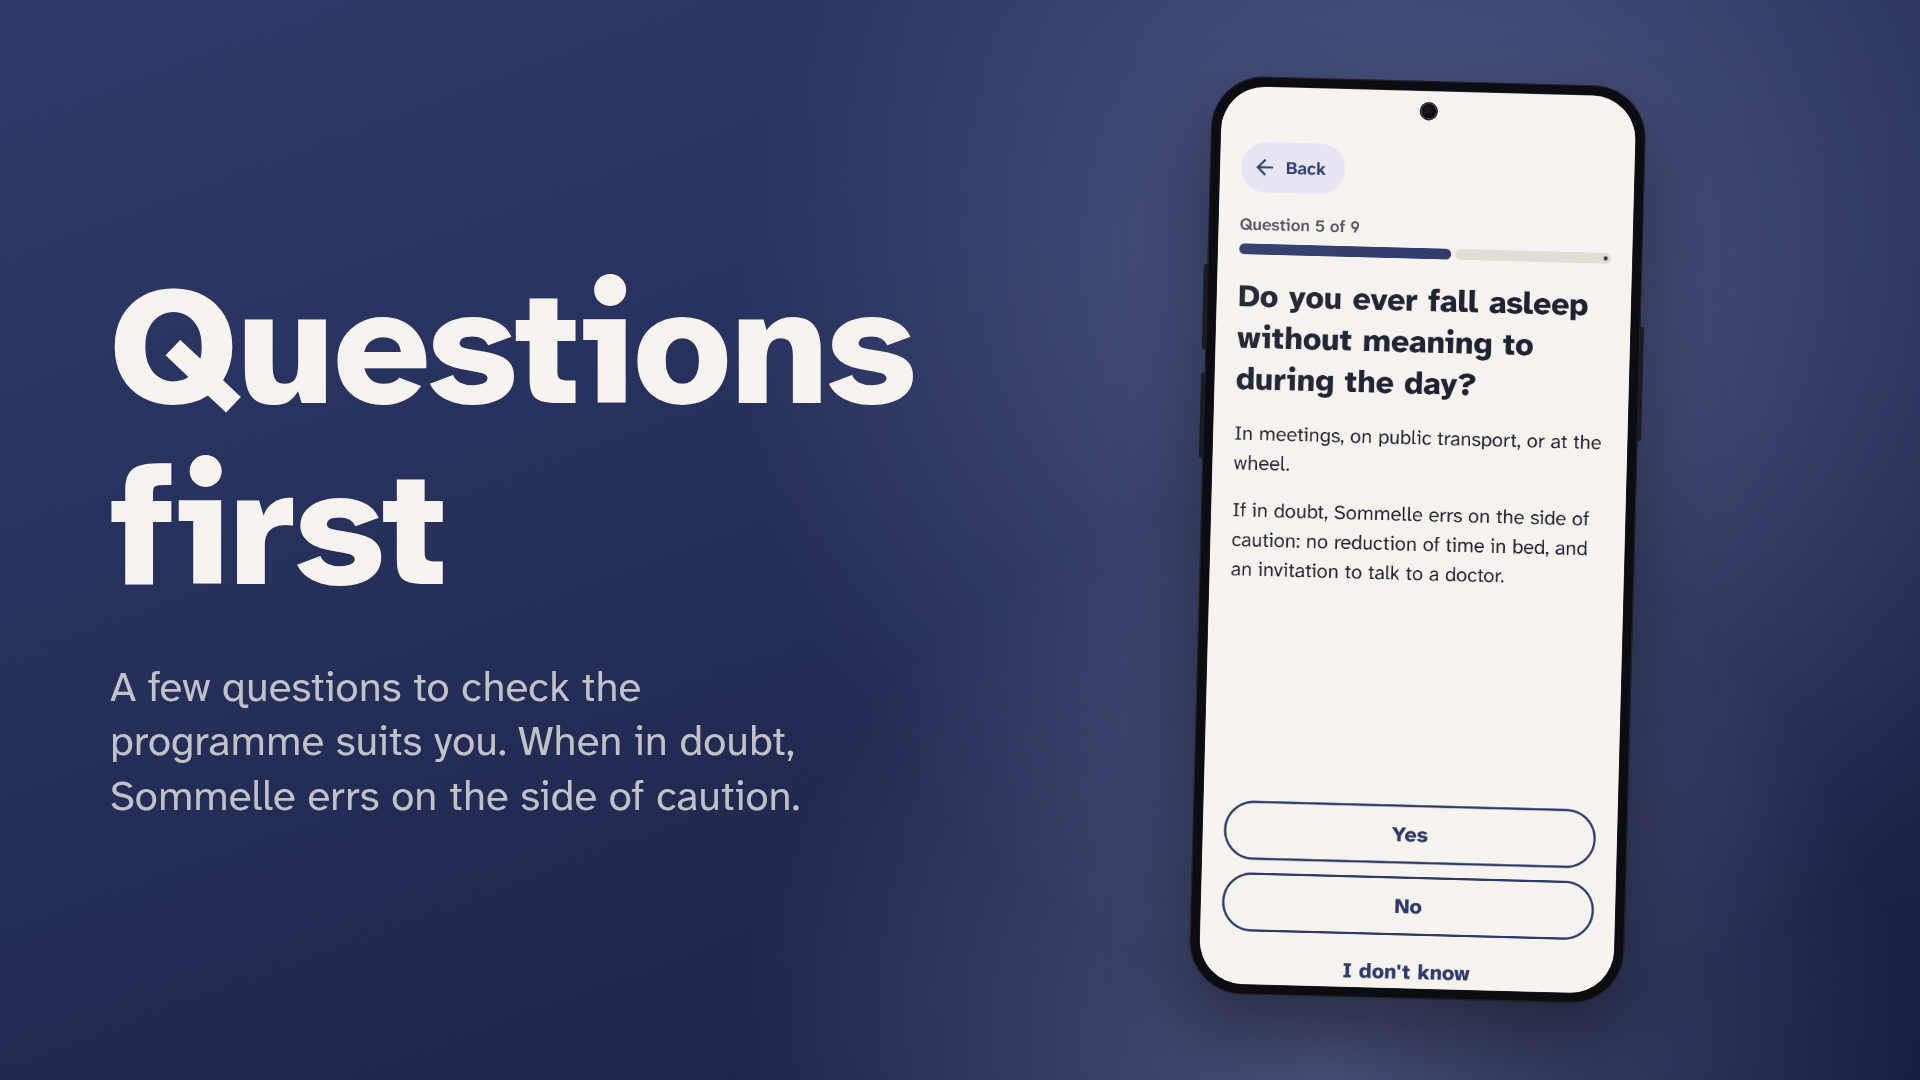 Questions
first
A few questions to check the
programme suits you. When in doubt,
Sommelle errs on the side of caution.
Back
Question 5 of 9
Do you ever fall asleep
without meaning to
during the day?
In meetings, on public transport, or at the
wheel.
If in doubt, Sommelle errs on the side of
caution: no reduction of time in bed, and
an invitation to talk to a doctor.
Yes
No
I don't know